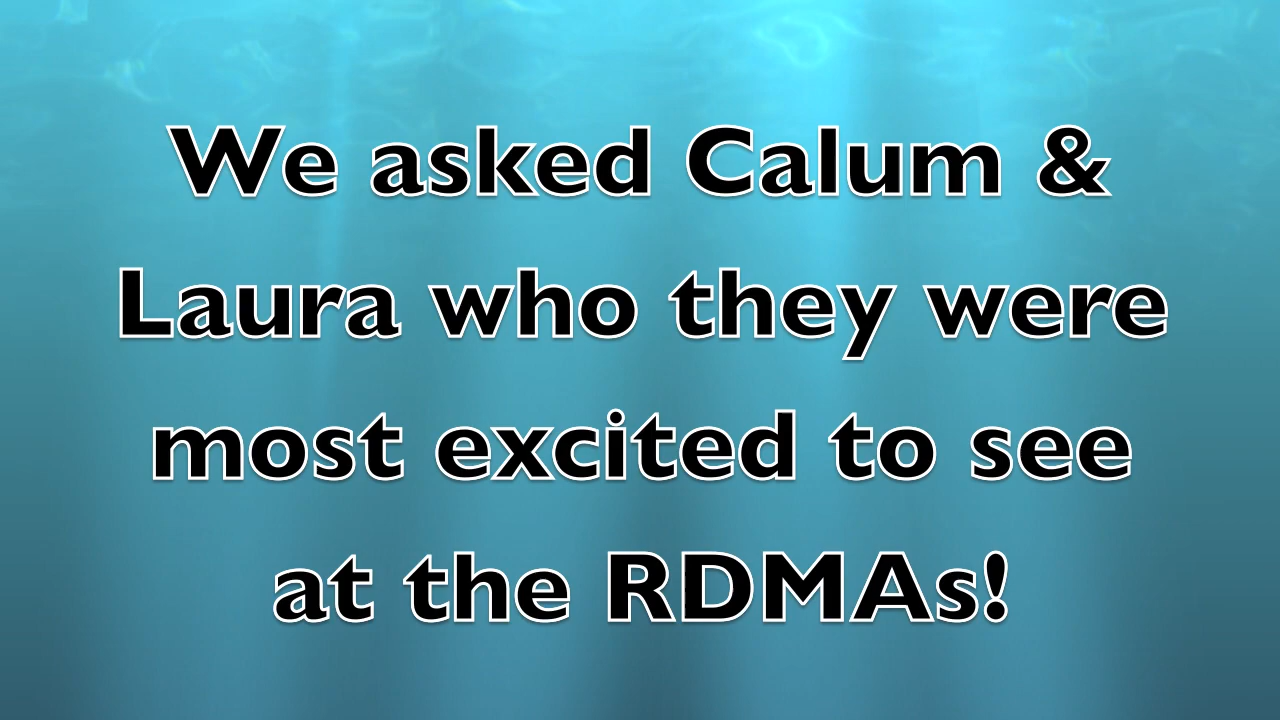 We asked Calum &
Laura who they were
most excited to see
at the RDMAs!